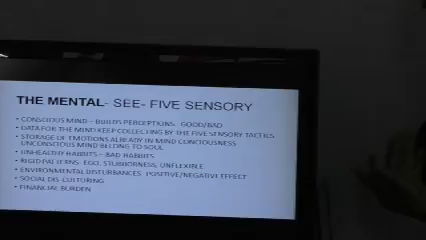 THE MENTAL- SEE- FIVE SENSORY
• CONSCIOUS MIND – BUILDS PERCEPTIONS: GOOD/BAD
• DATA FOR THE MIND KEEP COLLECTING BY THE FIVE SENSORY TACTICS
• STORAGE OF EMOTIONS ALREADY IN MIND CONCIOUSNESS
UNCONSCIOUS MIND BELONG TO SOUL
• UNHEALTHY HABITS – BAD HABITS
• RIGID PATTERNS: EGO, STUBBORNESS, UNFLEXIBLE
• ENVIRONMENTAL DISTURBANCES: POSITIVE/NEGATIVE EFFECT
• SOCIAL DIS-CULTURING
• FINANCIAL BURDEN